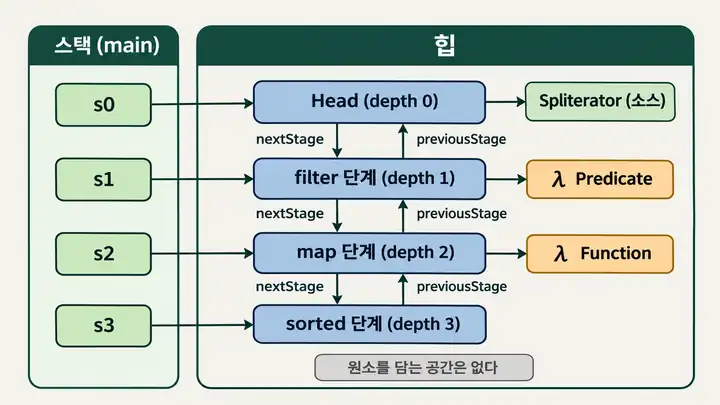 스택 (main)
힙
s0
Head (depth 0)
Spliterator (소스)
nextStage
previousStage
s1
filter 단계 (depth 1)
λ Predicate
nextStage
previousStage
s2
map 단계 (depth 2)
λ Function
nextStage
previousStage
s3
sorted 단계 (depth 3)
원소를 담는 공간은 없다